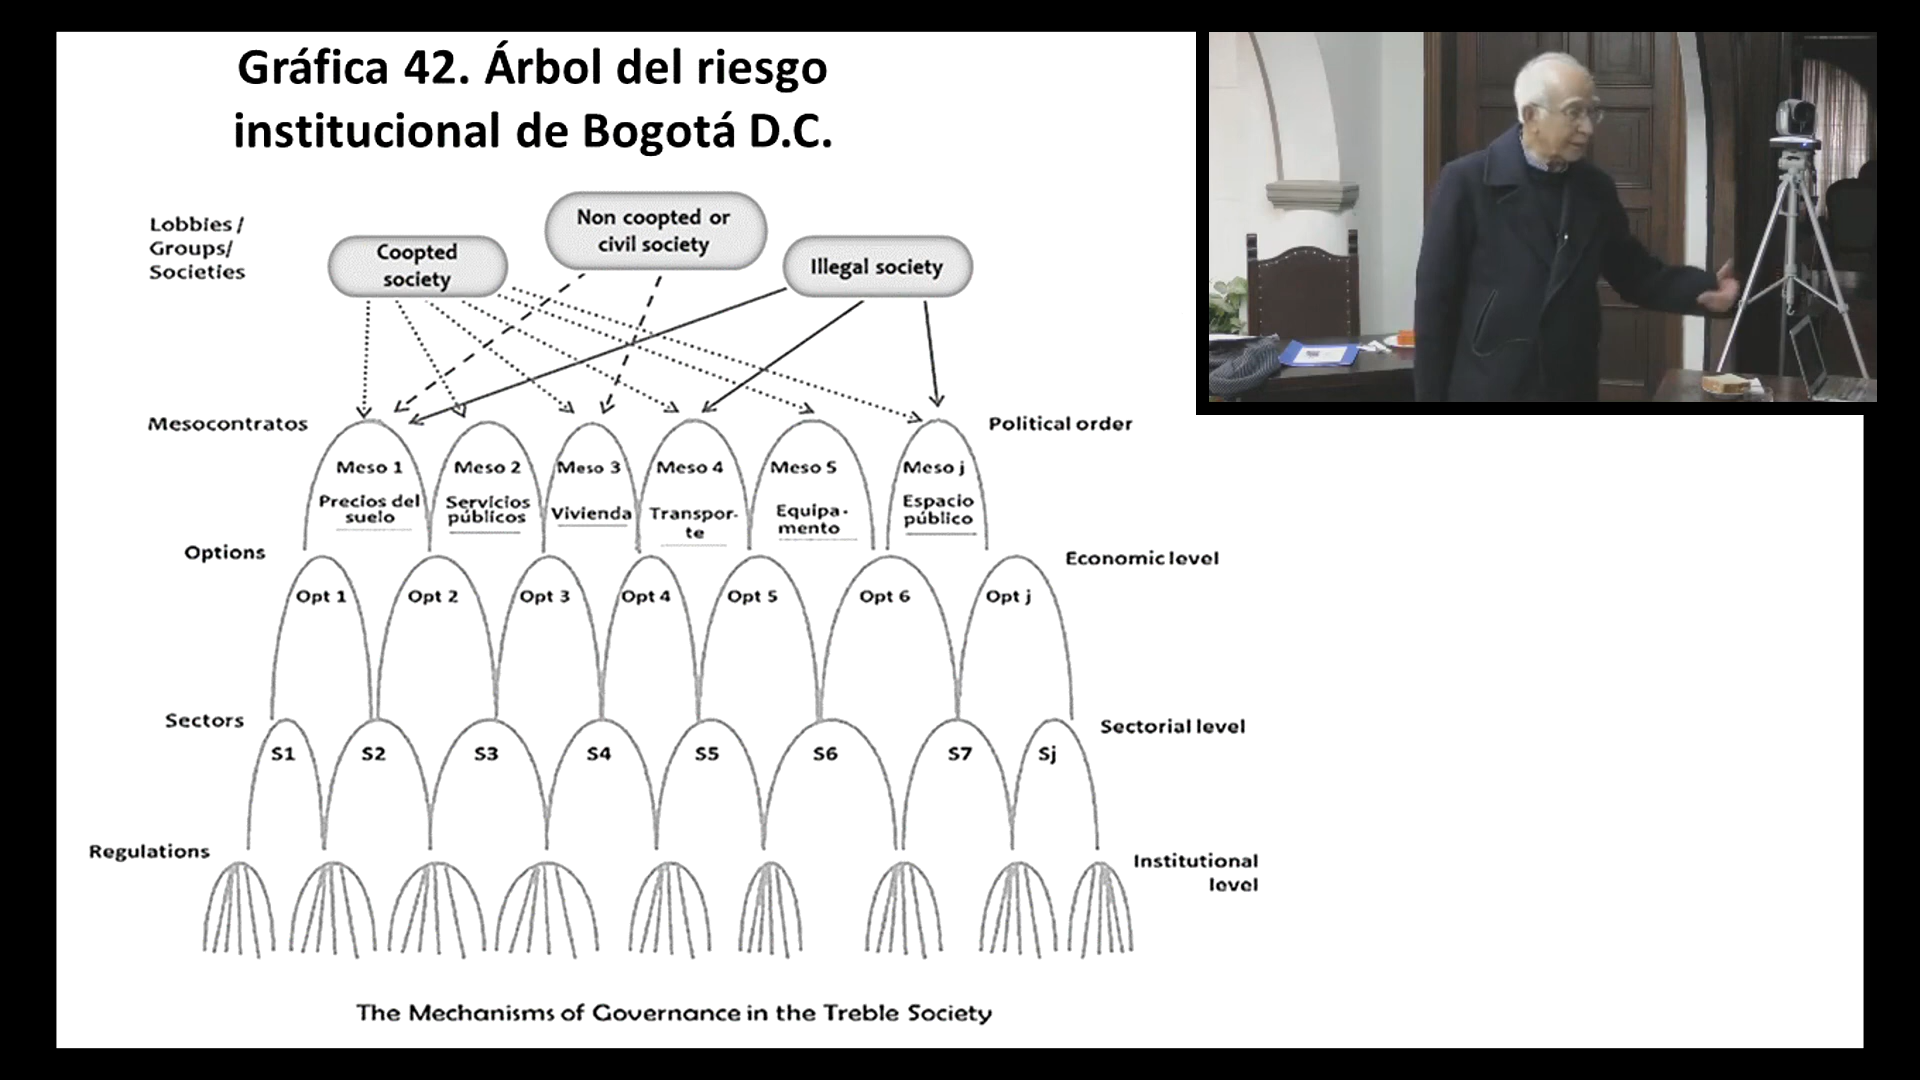 Gráfica 42. Árbol del riesgo
institucional de Bogotá D.C.
Lobbies /
Groups/
Societies
Coopted
society
Non coopted or
civil society
Illegal society
Mesocontratos
Political order
Meso 1
Meso 2
Meso 3
Meso 4
Meso 5
Meso j
Precios del
suelo
Servicios
públicos
Vivienda
Transpor-
te
Equipa-
mento
Espacio
público
Options
Economic level
Opt 1
Opt 2
Opt 3
Opt 4
Opt 5
Opt 6
Opt j
Sectors
Sectorial level
S1
S2
S3
S4
S5
S6
S7
Sj
Regulations
Institutional
level
The Mechanisms of Governance in the Treble Society